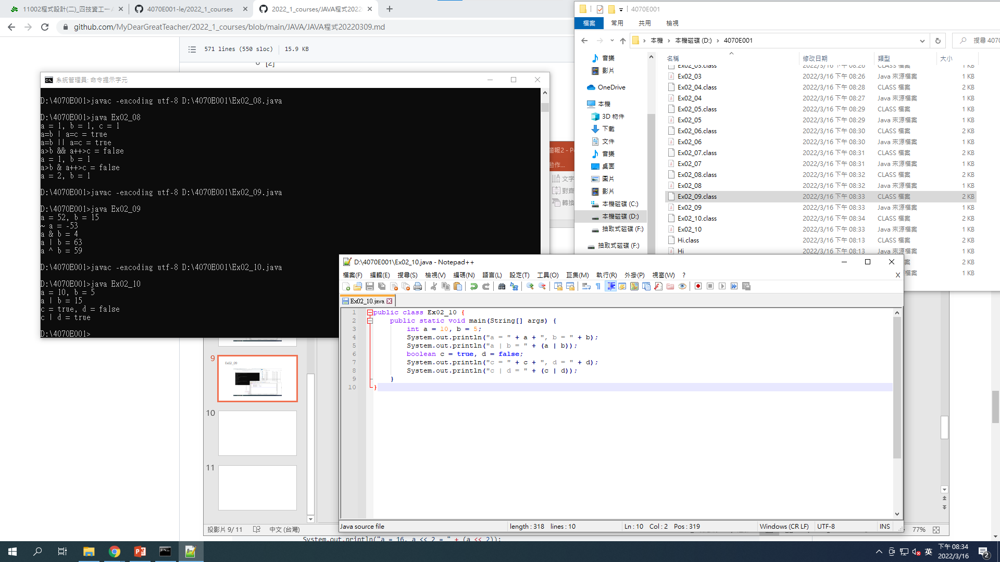 11002程式設計(二)_四技資工一
4070E001-le/2022_1_courses
2022_1_courses/JAVA程式2022
github.com/MyDearGreatTeacher/2022_1_courses/blob/main/JAVA/JAVA程式20220309.md
571 lines (550 sloc)
15.9 KB
[2]
系統管理員: 命令提示字元
D:\4070E001>javac -encoding utf-8 D:\4070E001\Ex02_08.java
D:\4070E001>java Ex02_08
a = 1, b = 1, c = 1
a=b | a=c = true
a=b || a=c = true
a>b && a++>c = false
a = 1, b = 1
a>b & a++>c = false
a = 2, b = 1
D:\4070E001>javac -encoding utf-8 D:\4070E001\Ex02_09.java
D:\4070E001>java Ex02_09
a = 52, b = 15
~ a = -53
a & b = 4
a | b = 63
a ^ b = 59
D:\4070E001>javac -encoding utf-8 D:\4070E001\Ex02_10.java
D:\4070E001>java Ex02_10
a = 10, b = 5
a | b = 15
c = true, d = false
c | d = true
D:\4070E001>
簡報2 - P
動作...
文字
對齊
轉換
4070E001
檔案 常用 共用 檢視
本機 本機磁碟 (D:) 4070E001
搜尋 4070
音樂
影片
OneDrive
本機
3D 物件
下載
文件
音樂
桌面
圖片
影片
本機磁碟 (C:)
本機磁碟 (D:)
抽取式磁碟 (F:)
抽取式磁碟 (F:)
名稱 修改日期 類型 大小
Ex02_03.class 2022/3/16 下午 08:26 CLASS 檔案 1 KB
Ex02_03 2022/3/16 下午 08:26 Java 來源檔案 1 KB
Ex02_04.class 2022/3/16 下午 08:28 CLASS 檔案 2 KB
Ex02_04 2022/3/16 下午 08:27 Java 來源檔案 1 KB
Ex02_05.class 2022/3/16 下午 08:29 CLASS 檔案 2 KB
Ex02_05 2022/3/16 下午 08:29 Java 來源檔案 1 KB
Ex02_06.class 2022/3/16 下午 08:30 CLASS 檔案 2 KB
Ex02_06 2022/3/16 下午 08:30 Java 來源檔案 1 KB
Ex02_07.class 2022/3/16 下午 08:31 CLASS 檔案 2 KB
Ex02_07 2022/3/16 下午 08:31 Java 來源檔案 1 KB
Ex02_08.class 2022/3/16 下午 08:32 CLASS 檔案 2 KB
Ex02_08 2022/3/16 下午 08:32 Java 來源檔案 1 KB
Ex02_09.class 2022/3/16 下午 08:33 CLASS 檔案 2 KB
Ex02_09 2022/3/16 下午 08:33 Java 來源檔案 1 KB
Ex02_10.class 2022/3/16 下午 08:34 CLASS 檔案 2 KB
Ex02_10 2022/3/16 下午 08:33 Java 來源檔案 1 KB
Hi.class 2022/3/16 下午 08:13 CLASS 檔案 2 KB
Hi 2022/3/16 下午 08:13 Java 來源檔案 1 KB
檔案 2 KB
檔案 1 KB
D:\4070E001\Ex02_10.java - Notepad++
檔案(F) 編輯(E) 搜尋(S) 檢視(V) 編碼(N) 語言(L) 設定(T) 工具(O) 巨集(M) 執行(R) 外掛(P) 視窗(W) ? X
Ex02_10.java
1 public class Ex02_10 {
2 public static void main(String[] args) {
3 int a = 10, b = 5;
4 System.out.println("a = " + a + ", b = " + b);
5 System.out.println("a | b = " + (a | b));
6 boolean c = true, d = false;
7 System.out.println("c = " + c + ", d = " + d);
8 System.out.println("c | d = " + (c | d));
9 }
10 }
Java source file length : 318 lines : 10 Ln : 10 Col : 2 Pos : 319 Windows (CR LF) UTF-8 INS
9
Ex02_09
10
11
投影片 9/ 11 中文 (台灣)
77%
System.out.println("a = 16, a << 2 = " + (a << 2));
英
下午 08:34
2022/3/16
2